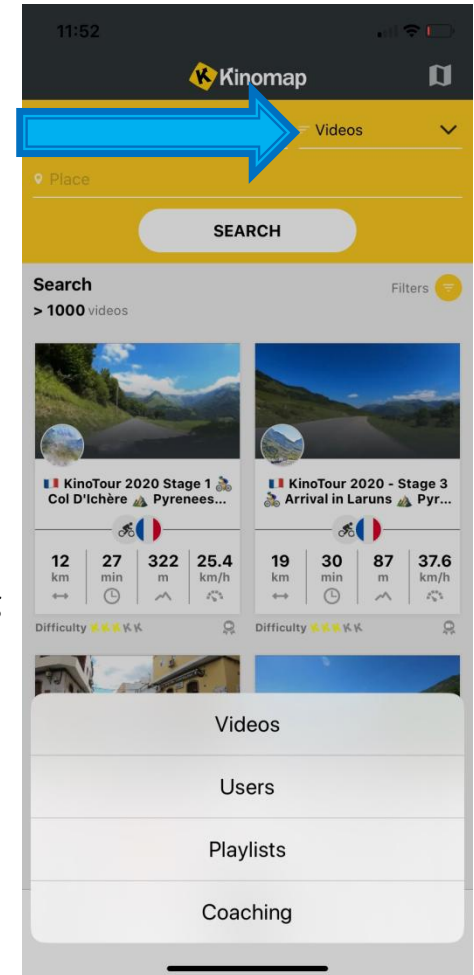 11:52
Kinomap
Videos
Place
SEARCH
Search
Filters
> 1000 videos
🇫🇷 KinoTour 2020 Stage 1 🚴
Col D'Ichère ⛰️ Pyrenees...
12 27 322 25.4
km min m km/h
Difficulty
🇫🇷 KinoTour 2020 - Stage 3
🚴 Arrival in Laruns ⛰️ Pyr...
19 30 87 37.6
km min m km/h
Difficulty
Videos
Users
Playlists
Coaching